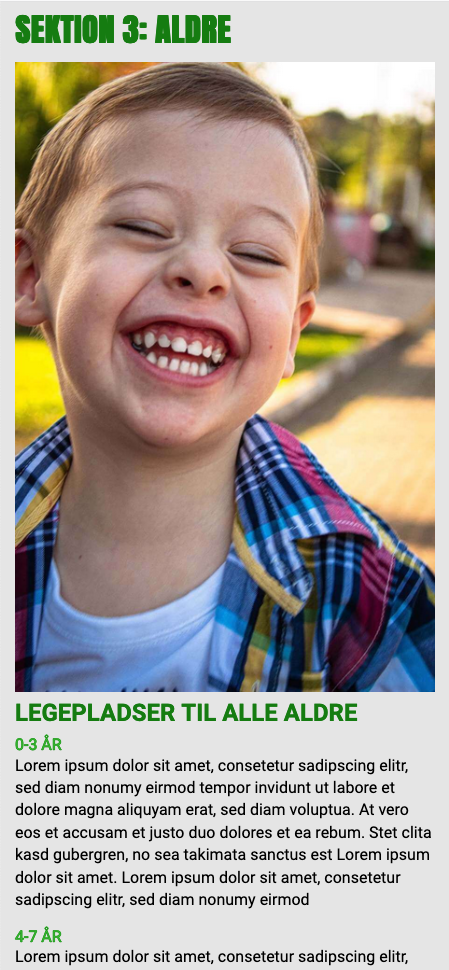 SEKTION 3: ALDRE
LEGEPLADSER TIL ALLE ALDRE
0-3 ÅR
Lorem ipsum dolor sit amet, consetetur sadipscing elitr,
sed diam nonumy eirmod tempor invidunt ut labore et
dolore magna aliquyam erat, sed diam voluptua. At vero
eos et accusam et justo duo dolores et ea rebum. Stet clita
kasd gubergren, no sea takimata sanctus est Lorem ipsum
dolor sit amet. Lorem ipsum dolor sit amet, consetetur
sadipscing elitr, sed diam nonumy eirmod
4-7 ÅR
Lorem ipsum dolor sit amet, consetetur sadipscing elitr,